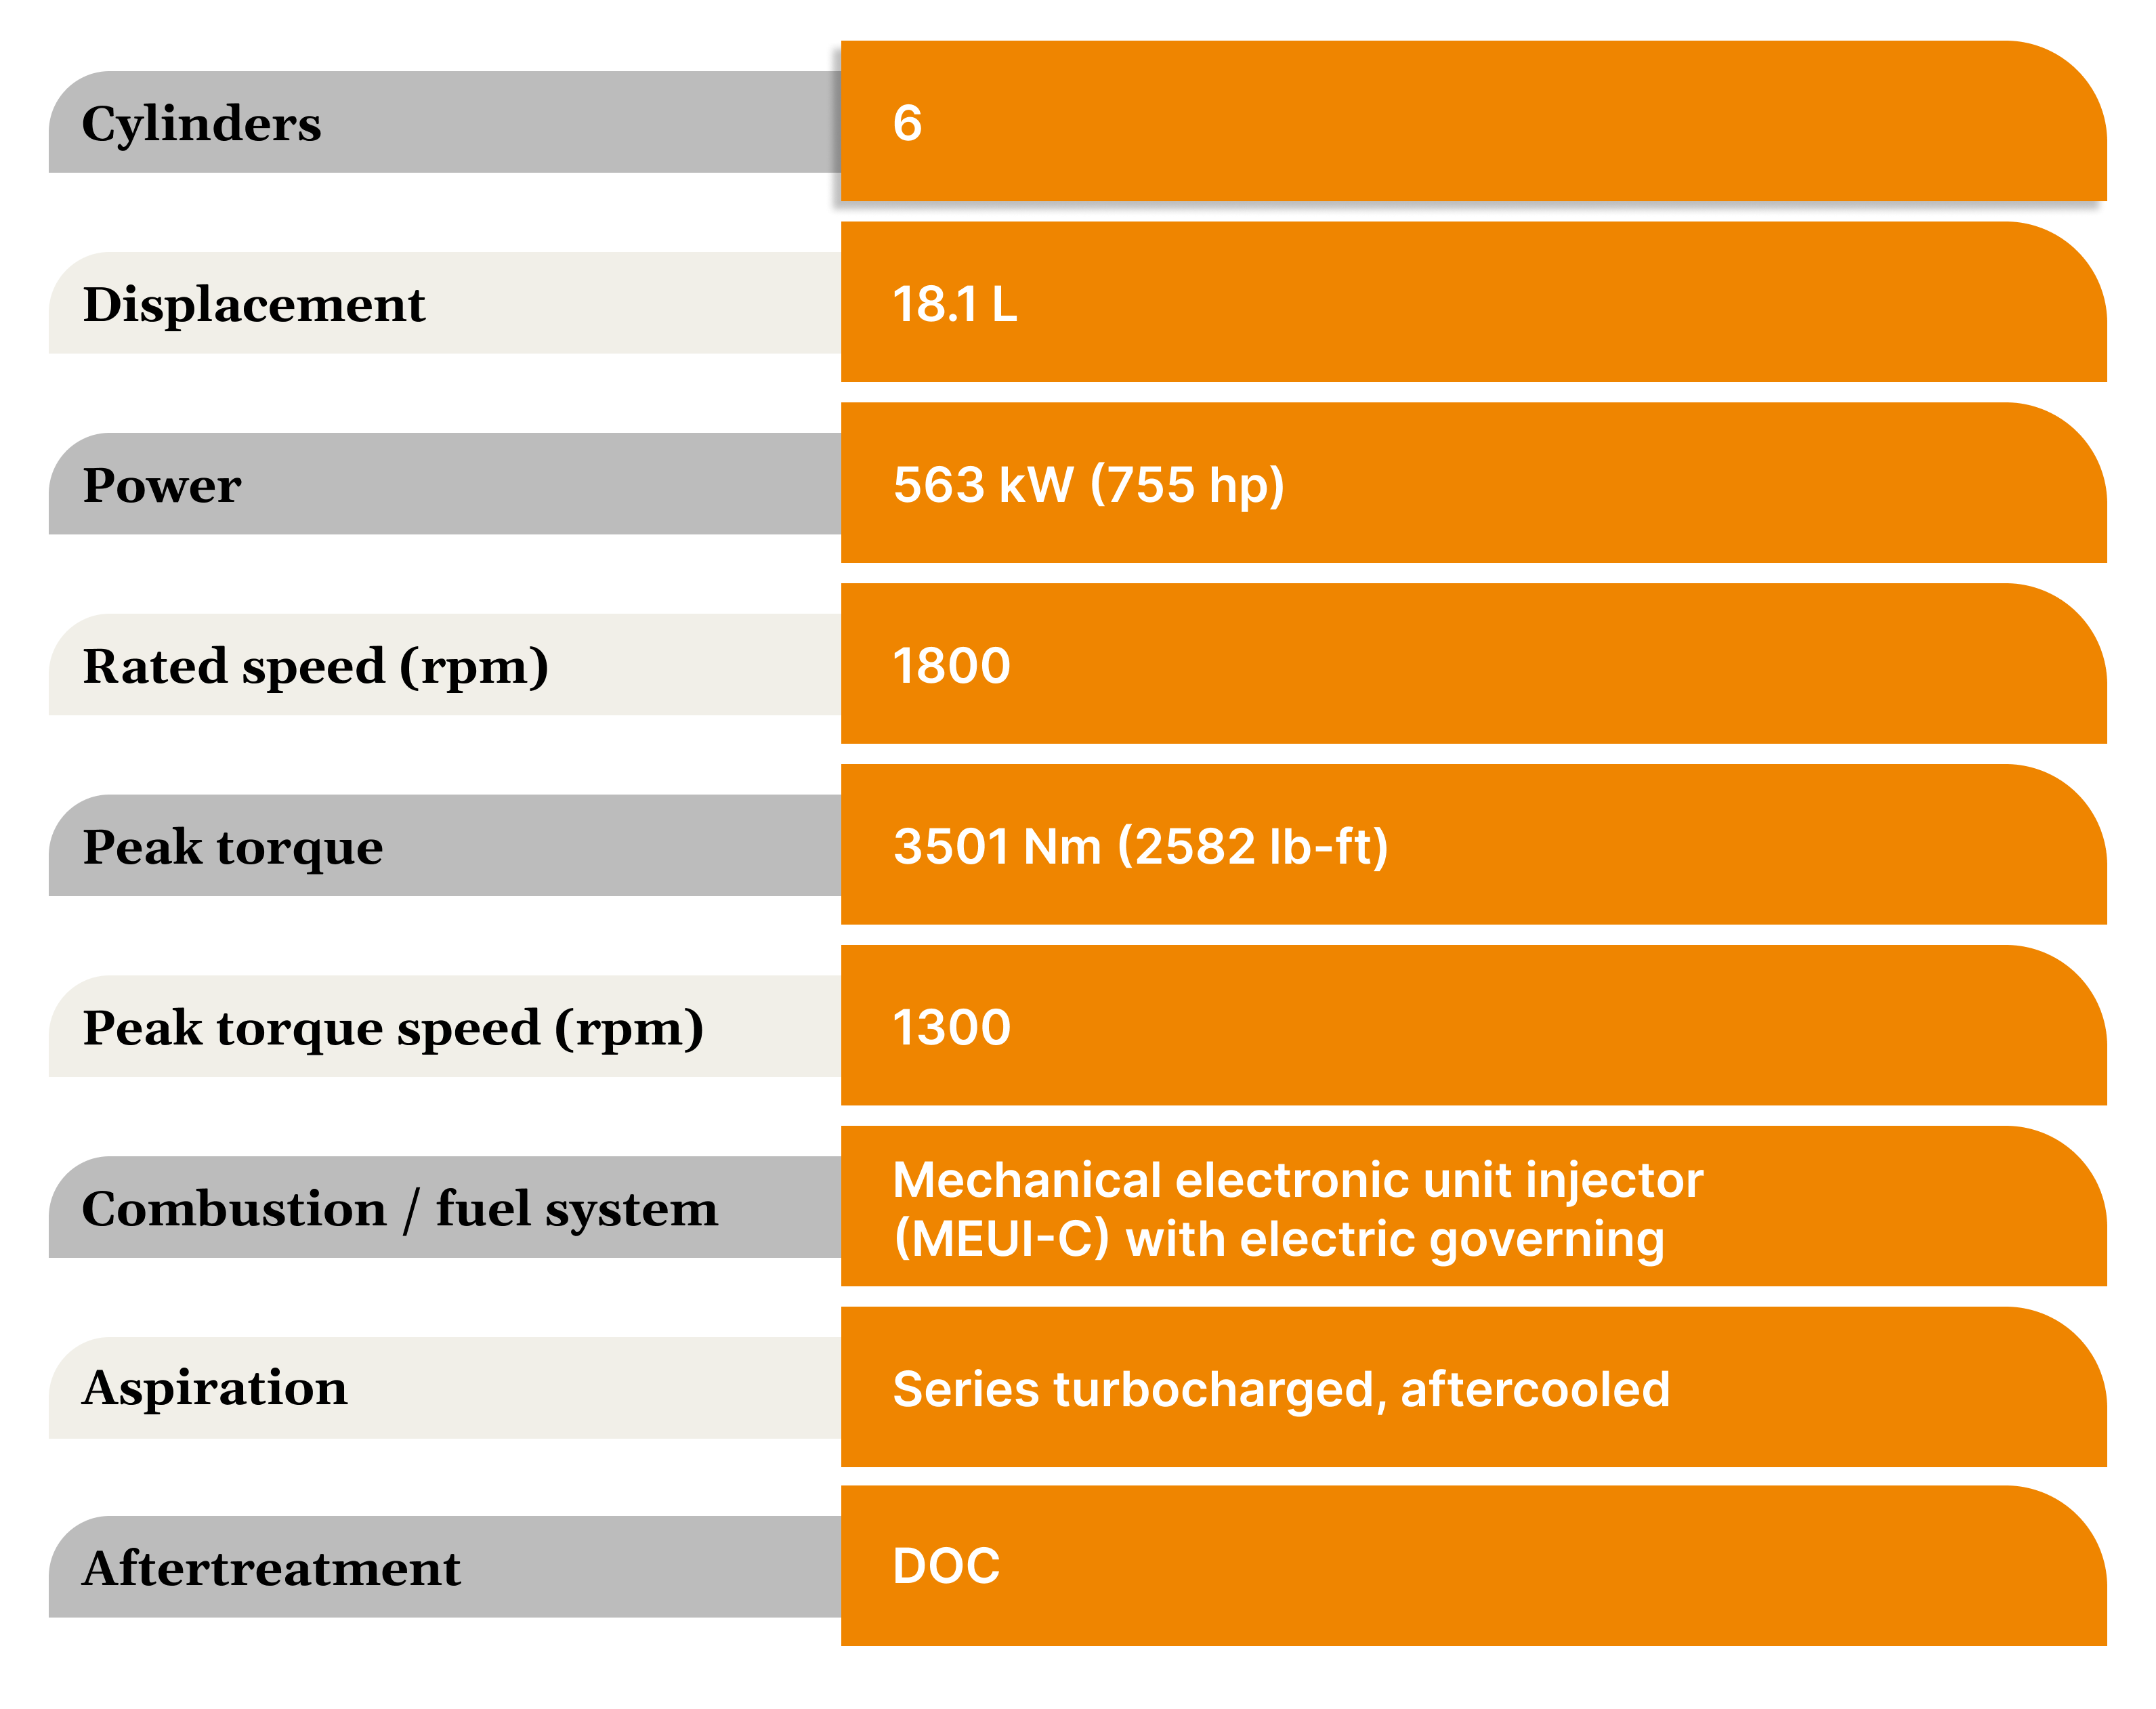 Cylinders
6
Displacement
18.1 L
Power
563 kW (755 hp)
Rated speed (rpm)
1800
Peak torque
3501 Nm (2582 lb-ft)
Peak torque speed (rpm)
1300
Combustion / fuel system
Mechanical electronic unit injector
(MEUI-C) with electric governing
Aspiration
Series turbocharged, aftercooled
Aftertreatment
DOC